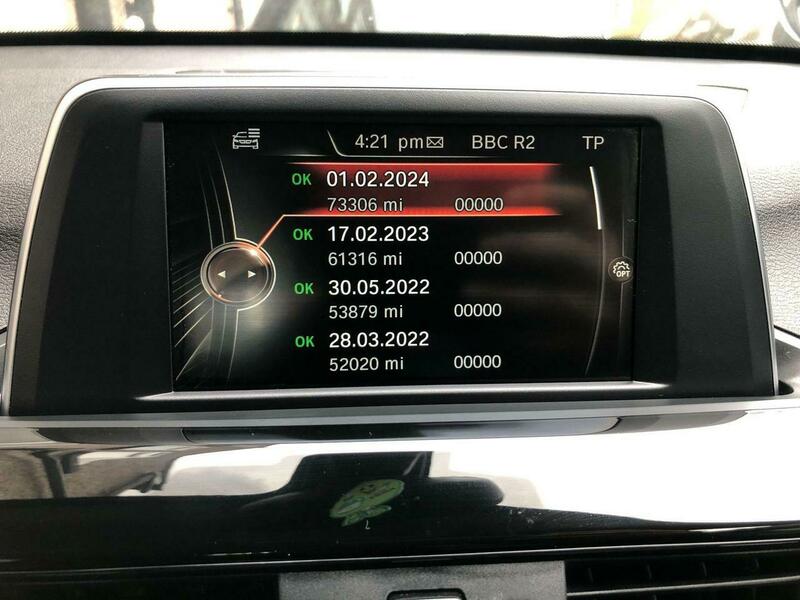 4:21 pm BBC R2 TP
OK 01.02.2024
73306 mi 00000
OK 17.02.2023
61316 mi 00000
OK 30.05.2022
53879 mi 00000
OPT
OK 28.03.2022
52020 mi 00000